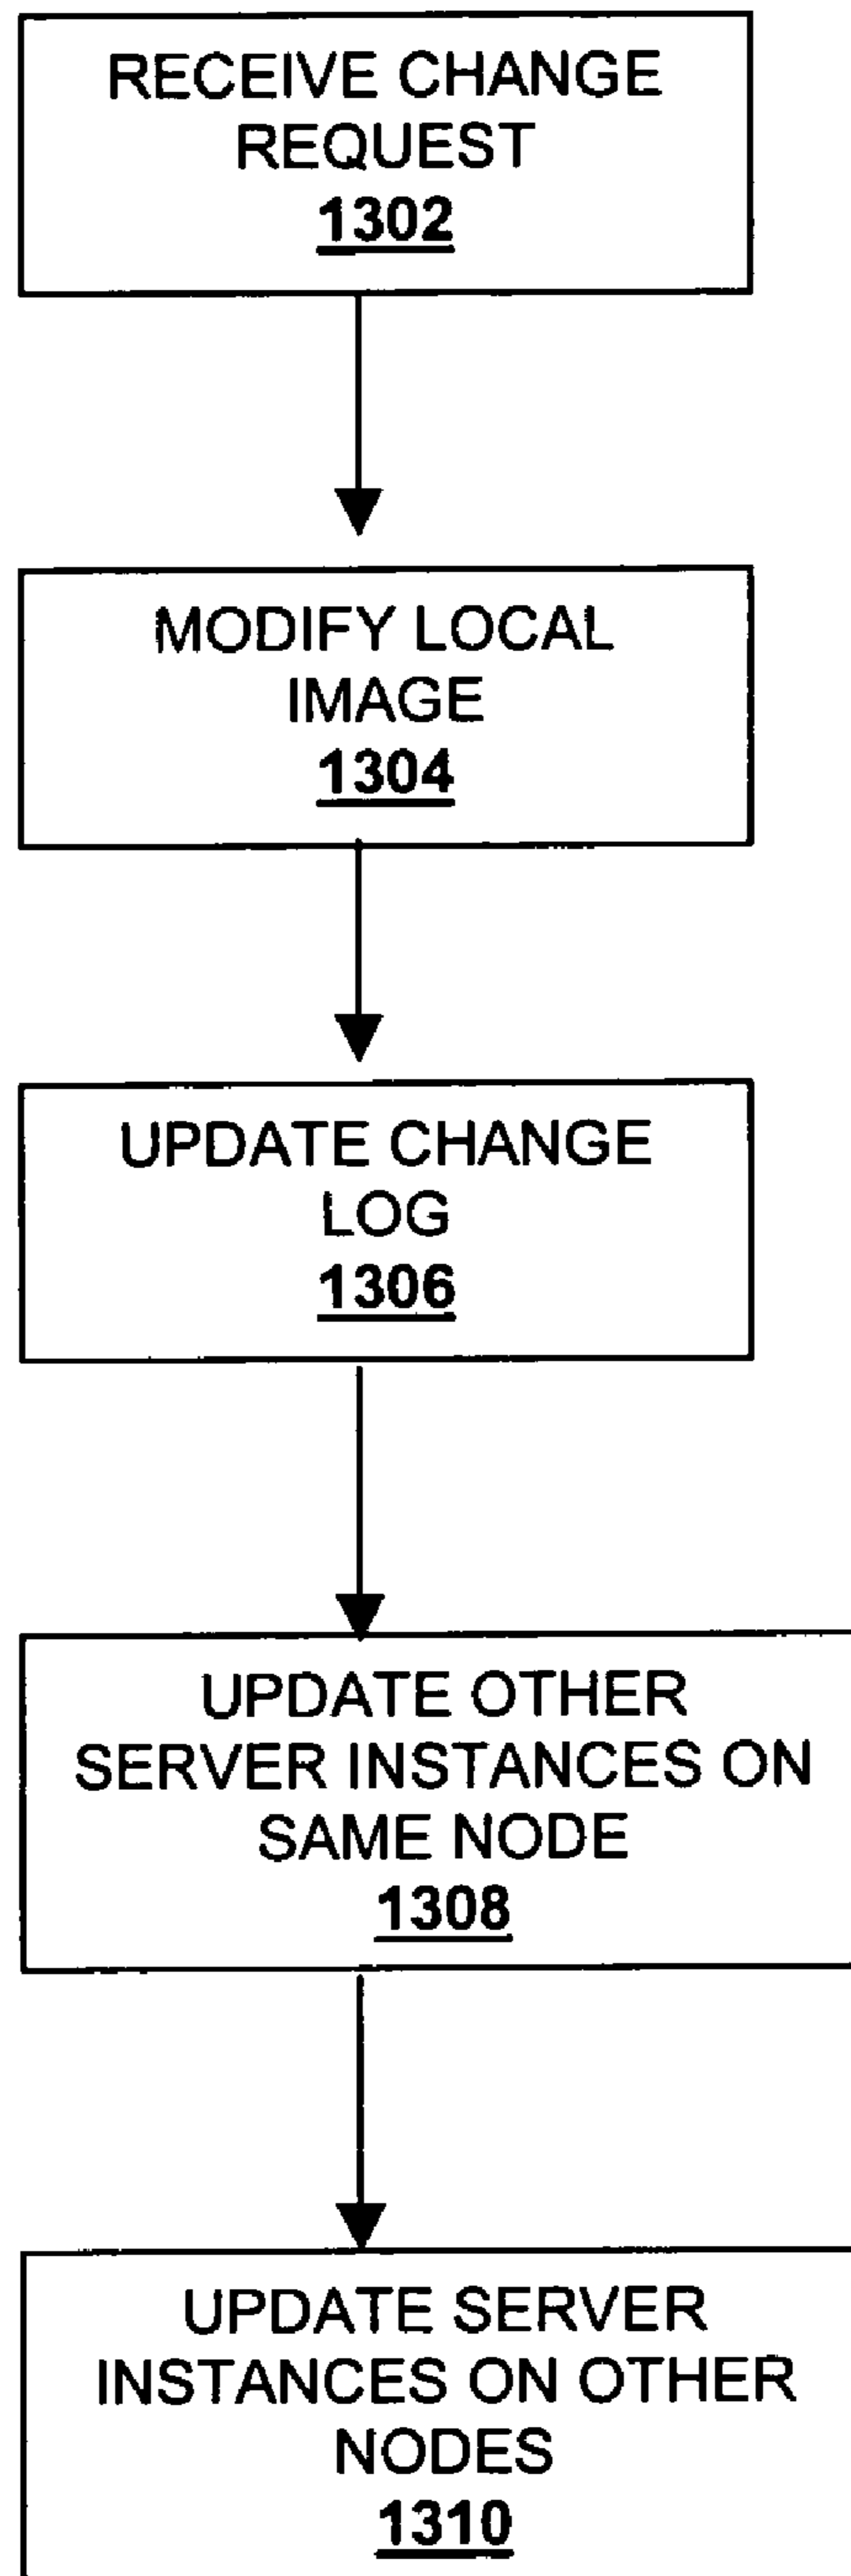 RECEIVE CHANGE
REQUEST
1302
MODIFY LOCAL
IMAGE
1304
UPDATE CHANGE
LOG
1306
UPDATE OTHER
SERVER INSTANCES ON
SAME NODE
1308
UPDATE SERVER
INSTANCES ON OTHER
NODES
1310